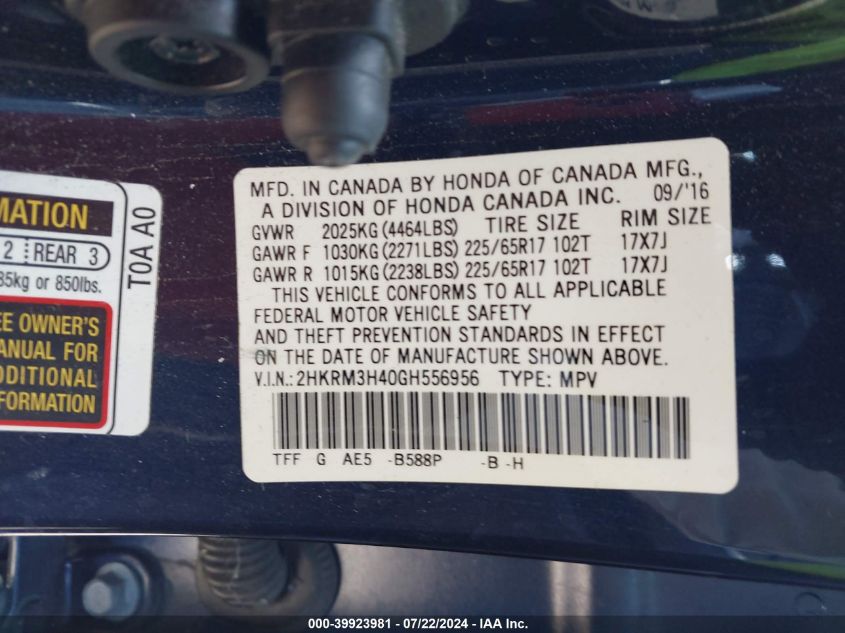 MFD. IN CANADA BY HONDA OF CANADA MFG.,
A DIVISION OF HONDA CANADA INC. 09/'16
GVWR 2025KG (4464LBS) TIRE SIZE RIM SIZE
GAWR F 1030KG (2271LBS) 225/65R17 102T 17X7J
GAWR R 1015KG (2238LBS) 225/65R17 102T 17X7J
THIS VEHICLE CONFORMS TO ALL APPLICABLE
FEDERAL MOTOR VEHICLE SAFETY
AND THEFT PREVENTION STANDARDS IN EFFECT
ON THE DATE OF MANUFACTURE SHOWN ABOVE.
V.I.N.: 2HKRM3H40GH556956 TYPE: MPV
TFF G AE5 -B588P -B -H
MATION
2 REAR 3
85kg or 850lbs.
EE OWNER'S
MANUAL FOR
DDITIONAL
FORMATION
T0A A0
000-39923981 - 07/22/2024 - IAA Inc.